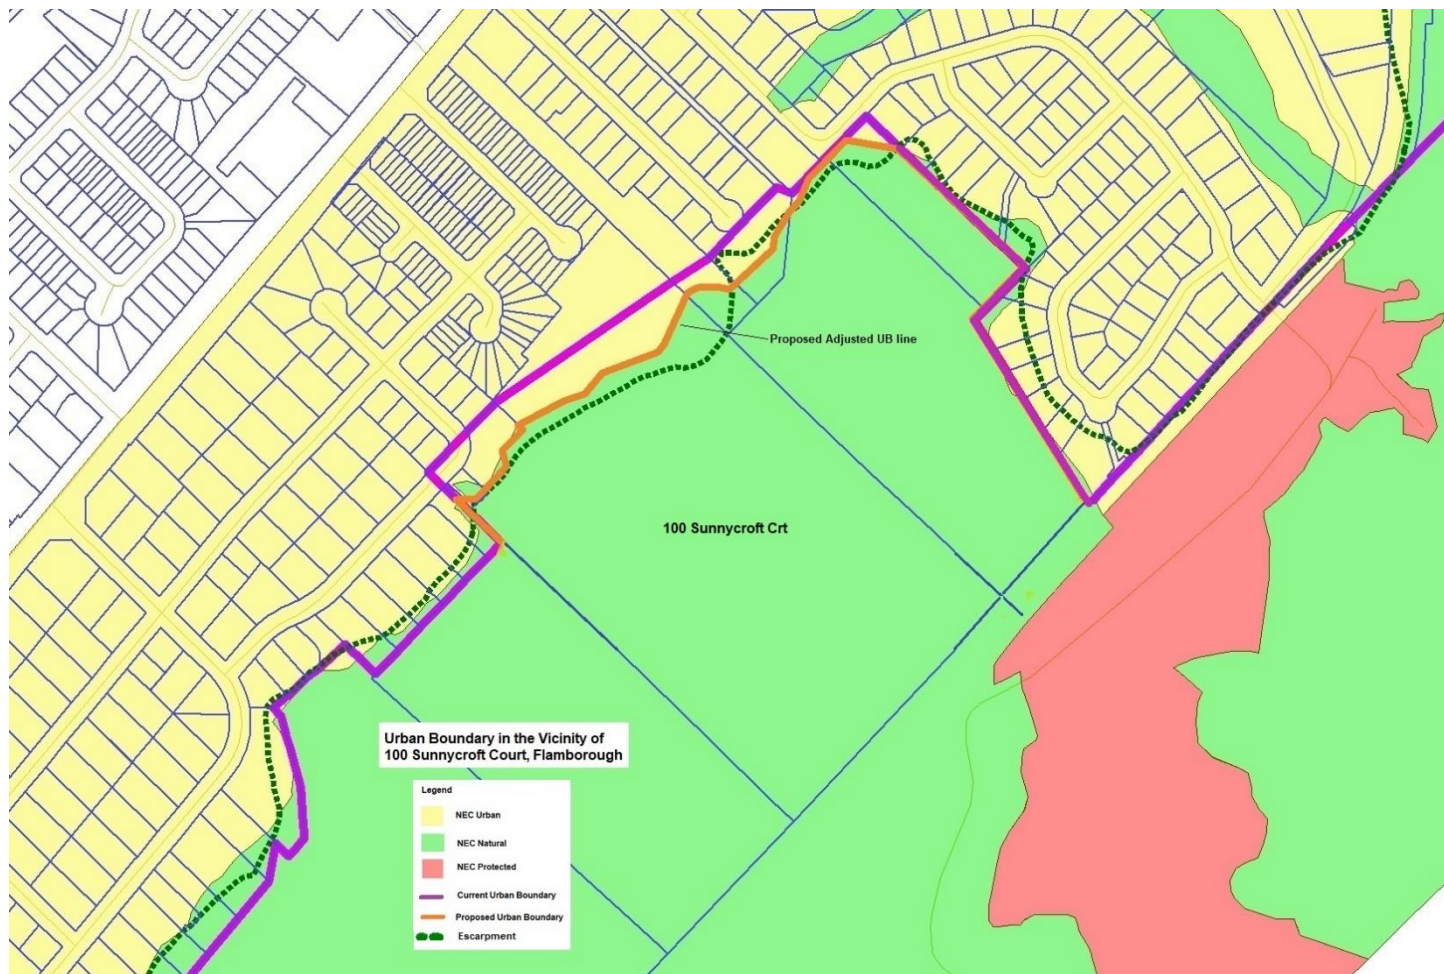 Proposed Adjusted UB line
100 Sunnycroft Crt
Urban Boundary in the Vicinity of
100 Sunnycroft Court, Flamborough
Legend
NEC Urban
NEC Natural
NEC Protected
Current Urban Boundary
Proposed Urban Boundary
Escarpment